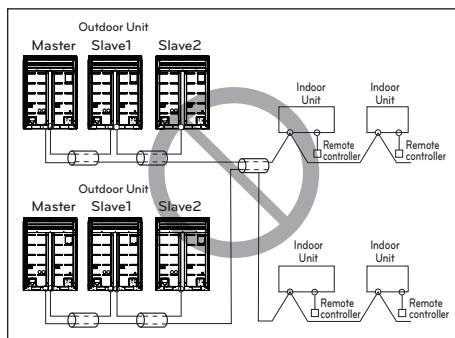 Outdoor Unit
Master Slave1 Slave2
Indoor
Unit
Indoor
Unit
Remote
controller
Remote
controller
Outdoor Unit
Master Slave1 Slave2
Indoor
Unit
Indoor
Unit
Remote
controller
Remote
controller